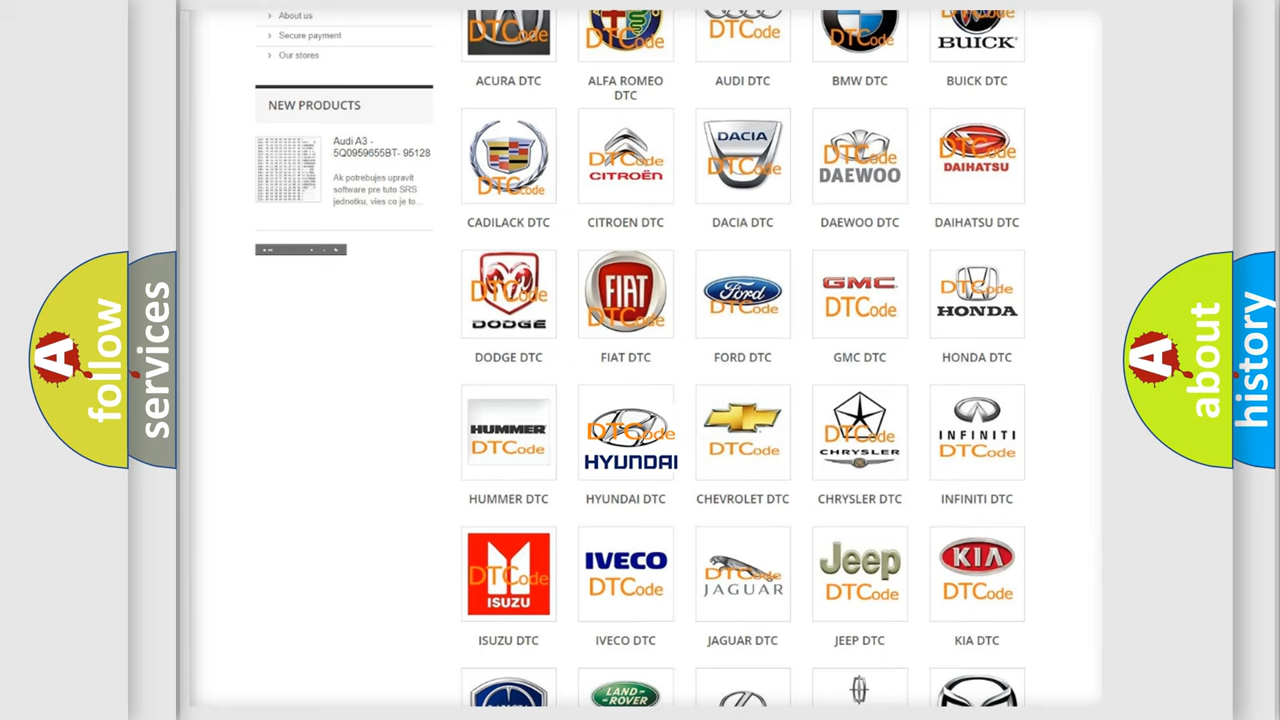 About us
Secure payment
Our stores
NEW PRODUCTS
Audi A3 -
5Q0959655BT- 95128
Ak potrebujes upravit
software pre tuto SRS
jednotku, vies co je to...
DTCode
DTCode
DTCode
DTCode
BUICK
ACURA DTC
ALFA ROMEO
DTC
AUDI DTC
BMW DTC
BUICK DTC
DTCode
DTCode
CITROËN
DACIA
DTCode
DTCode
DAEWOO
DTCode
DAIHATSU
CADILACK DTC
CITROEN DTC
DACIA DTC
DAEWOO DTC
DAIHATSU DTC
DTCode
DODGE
FIAT
DTCode
Ford
DTCode
GMC
DTCode
DTCode
HONDA
DODGE DTC
FIAT DTC
FORD DTC
GMC DTC
HONDA DTC
HUMMER
DTCode
DTCode
HYUNDAI
DTCode
DTCode
CHRYSLER
INFINITI
DTCode
HUMMER DTC
HYUNDAI DTC
CHEVROLET DTC
CHRYSLER DTC
INFINITI DTC
DTCode
ISUZU
IVECO
DTCode
DTCode
JAGUAR
Jeep
DTCode
KIA
DTCode
ISUZU DTC
IVECO DTC
JAGUAR DTC
JEEP DTC
KIA DTC
LAND-
ROVER
A
follow
services
A
about
history